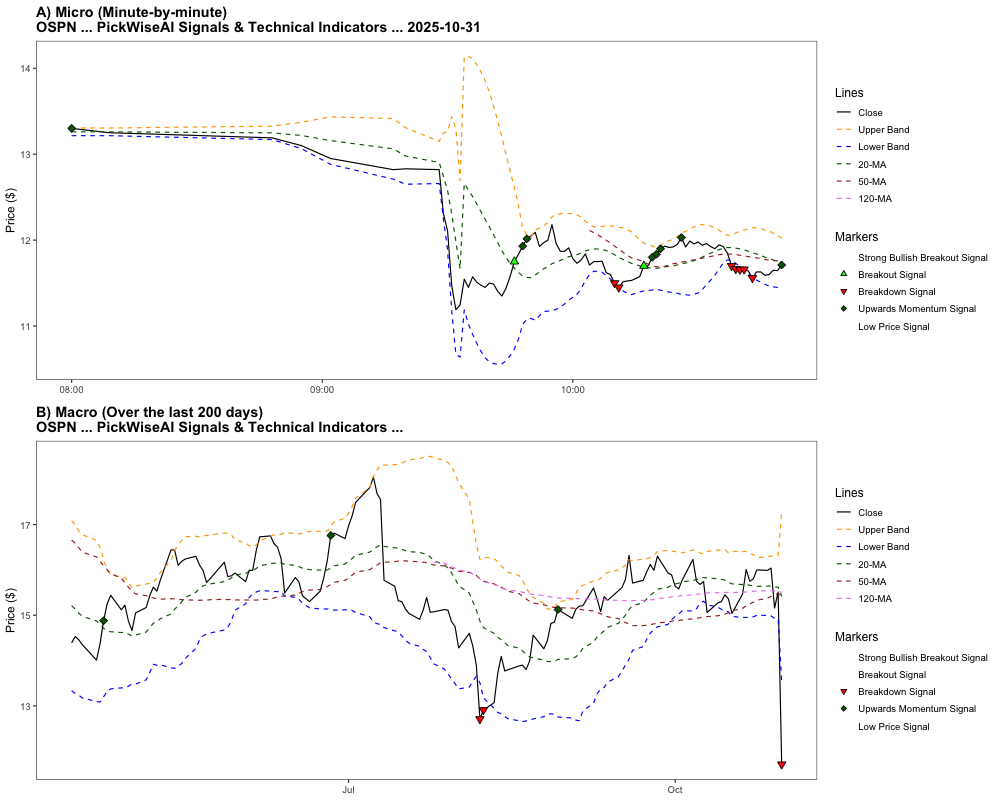 A) Micro (Minute-by-minute)
OSPN ... PickWiseAI Signals & Technical Indicators ... 2025-10-31
Price ($)
14
13
12
11
08:00
09:00
10:00
Lines
Close
Upper Band
Lower Band
20-MA
50-MA
120-MA
Markers
Strong Bullish Breakout Signal
Breakout Signal
Breakdown Signal
Upwards Momentum Signal
Low Price Signal
B) Macro (Over the last 200 days)
OSPN ... PickWiseAI Signals & Technical Indicators ...
Price ($)
17
15
13
Jul
Oct
Lines
Close
Upper Band
Lower Band
20-MA
50-MA
120-MA
Markers
Strong Bullish Breakout Signal
Breakout Signal
Breakdown Signal
Upwards Momentum Signal
Low Price Signal